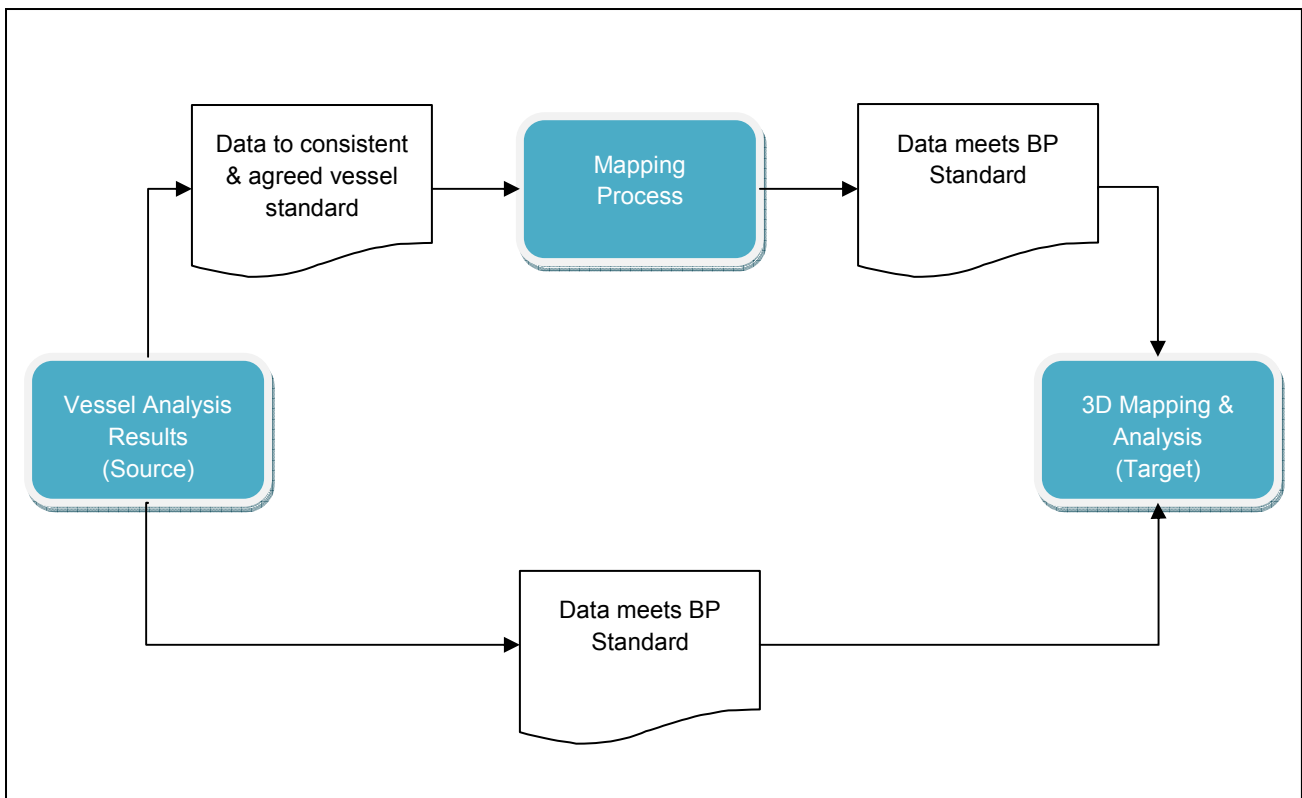 Data to consistent
& agreed vessel
standard
Mapping
Process
Data meets BP
Standard
Vessel Analysis
Results
(Source)
3D Mapping &
Analysis
(Target)
Data meets BP
Standard